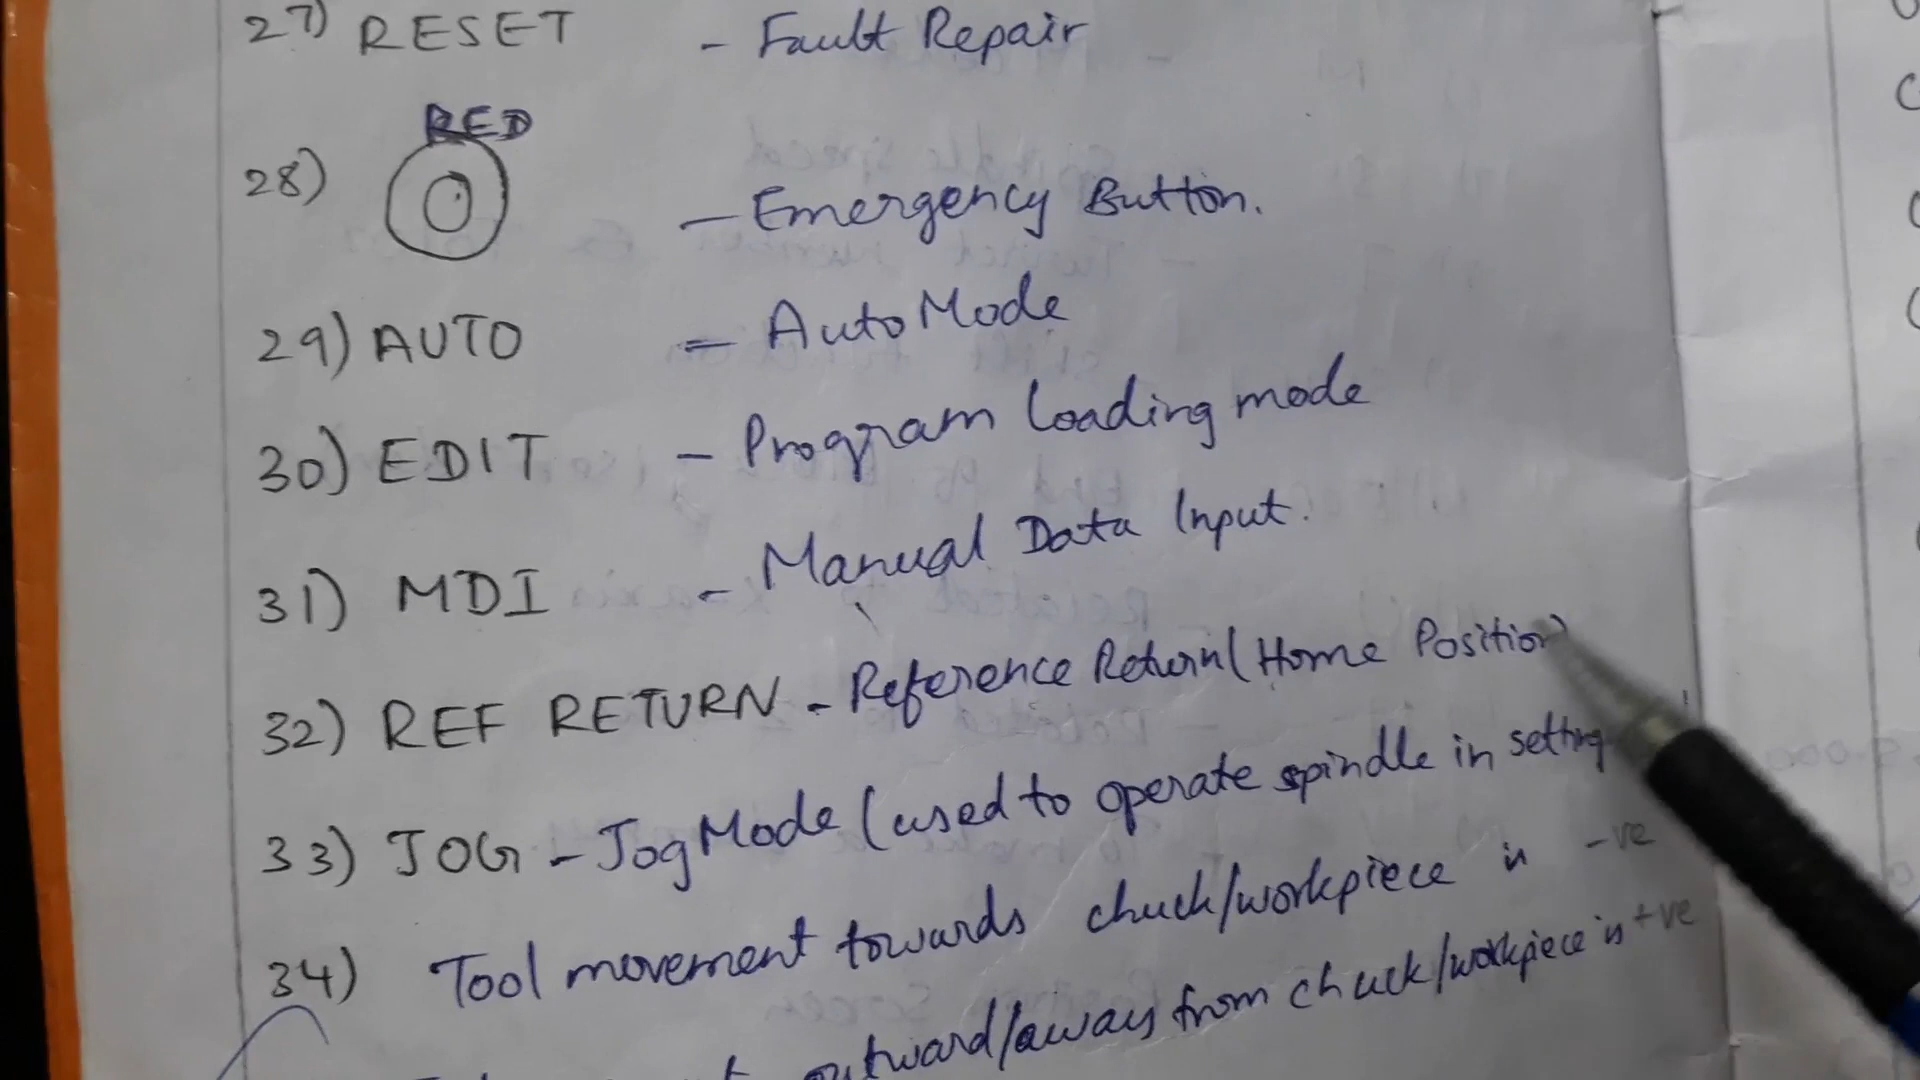 27) RESET - Fault Repair
RED
28) - Emergency Button.
29) AUTO - Auto Mode
30) EDIT - Program loading mode
31) MDI - Manual Data Input.
32) REF RETURN - Reference Return (Home Position)
33) JOG - Jog Mode (used to operate spindle in setting
34) Tool movement towards chuck/workpiece is -ve
outward/away from chuck/workpiece is +ve